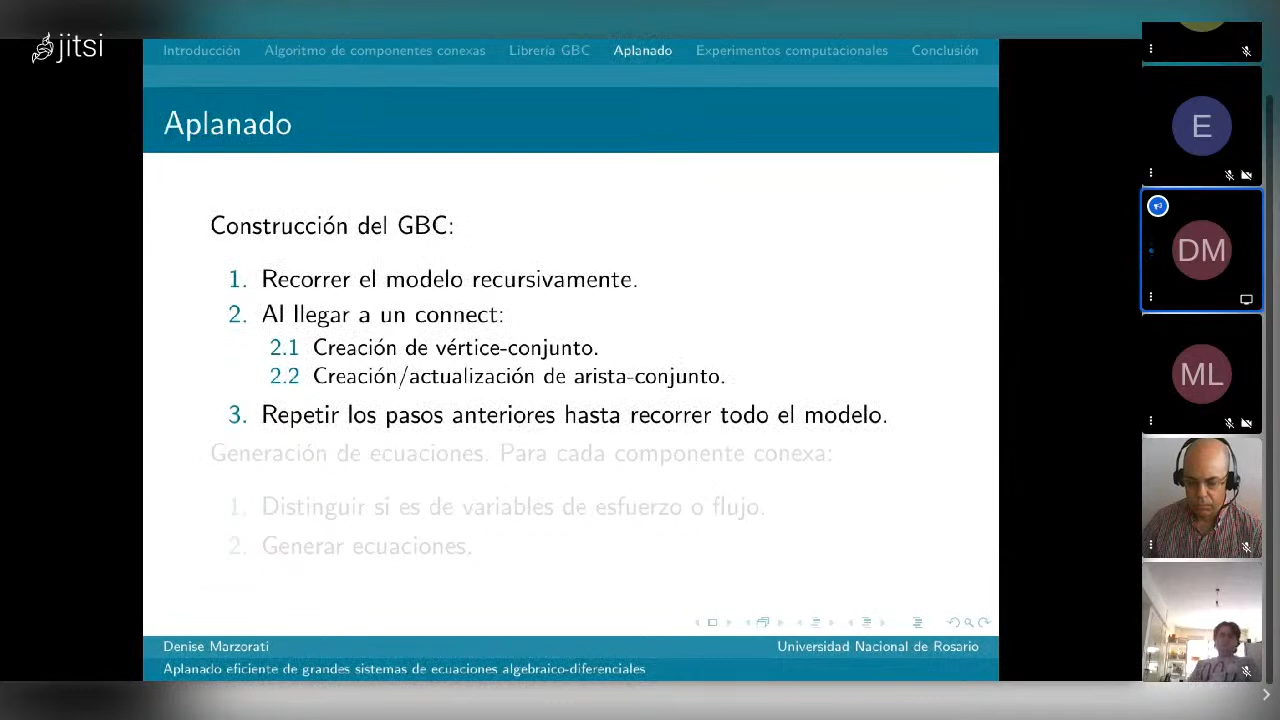 jitsi
Introducción Algoritmo de componentes conexas Librería GBC Aplanado Experimentos computacionales Conclusión
Aplanado
Construcción del GBC:
1. Recorrer el modelo recursivamente.
2. Al llegar a un connect:
2.1 Creación de vértice-conjunto.
2.2 Creación/actualización de arista-conjunto.
3. Repetir los pasos anteriores hasta recorrer todo el modelo.
Generación de ecuaciones. Para cada componente conexa:
1. Distinguir si es de variables de esfuerzo o flujo.
2. Generar ecuaciones.
Denise Marzorati Universidad Nacional de Rosario
Aplanado eficiente de grandes sistemas de ecuaciones algebraico-diferenciales
E
DM
ML